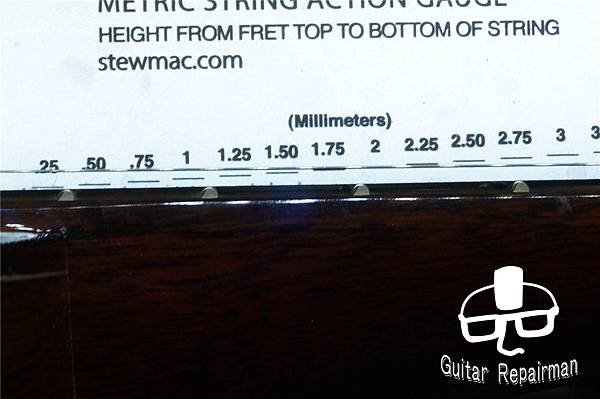 METRIC STRING ACTION GAUGE
HEIGHT FROM FRET TOP TO BOTTOM OF STRING
stewmac.com
(Millimeters)
25 .50 .75 1 1.25 1.50 1.75 2 2.25 2.50 2.75 3 3
Guitar Repairman